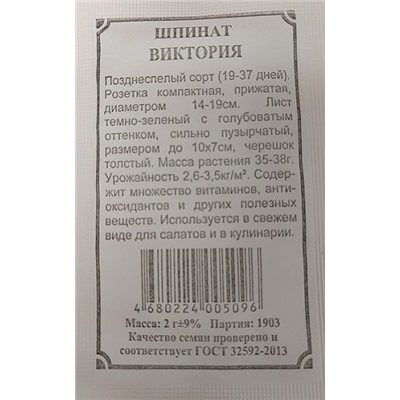 ШПИНАТ
ВИКТОРИЯ
Позднеспелый сорт (19-37 дней).
Розетка компактная, прижатая,
диаметром 14-19см. Лист
темно-зеленый с голубоватым
оттенком, сильно пузырчатый,
размером до 10х7см, черешок
толстый. Масса растения 35-38г.
Урожайность 2,6-3,5кг/м². Содер-
жит множество витаминов, анти-
оксидантов и других полезных
веществ. Используется в свежем
виде для салатов и в кулинарии.
4 680224 005096
Масса: 2 г±9% Партия: 1903
Качество семян проверено и
соответствует ГОСТ 32592-2013